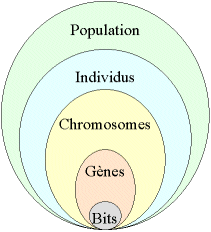 Population
Individus
Chromosomes
Gènes
Bits